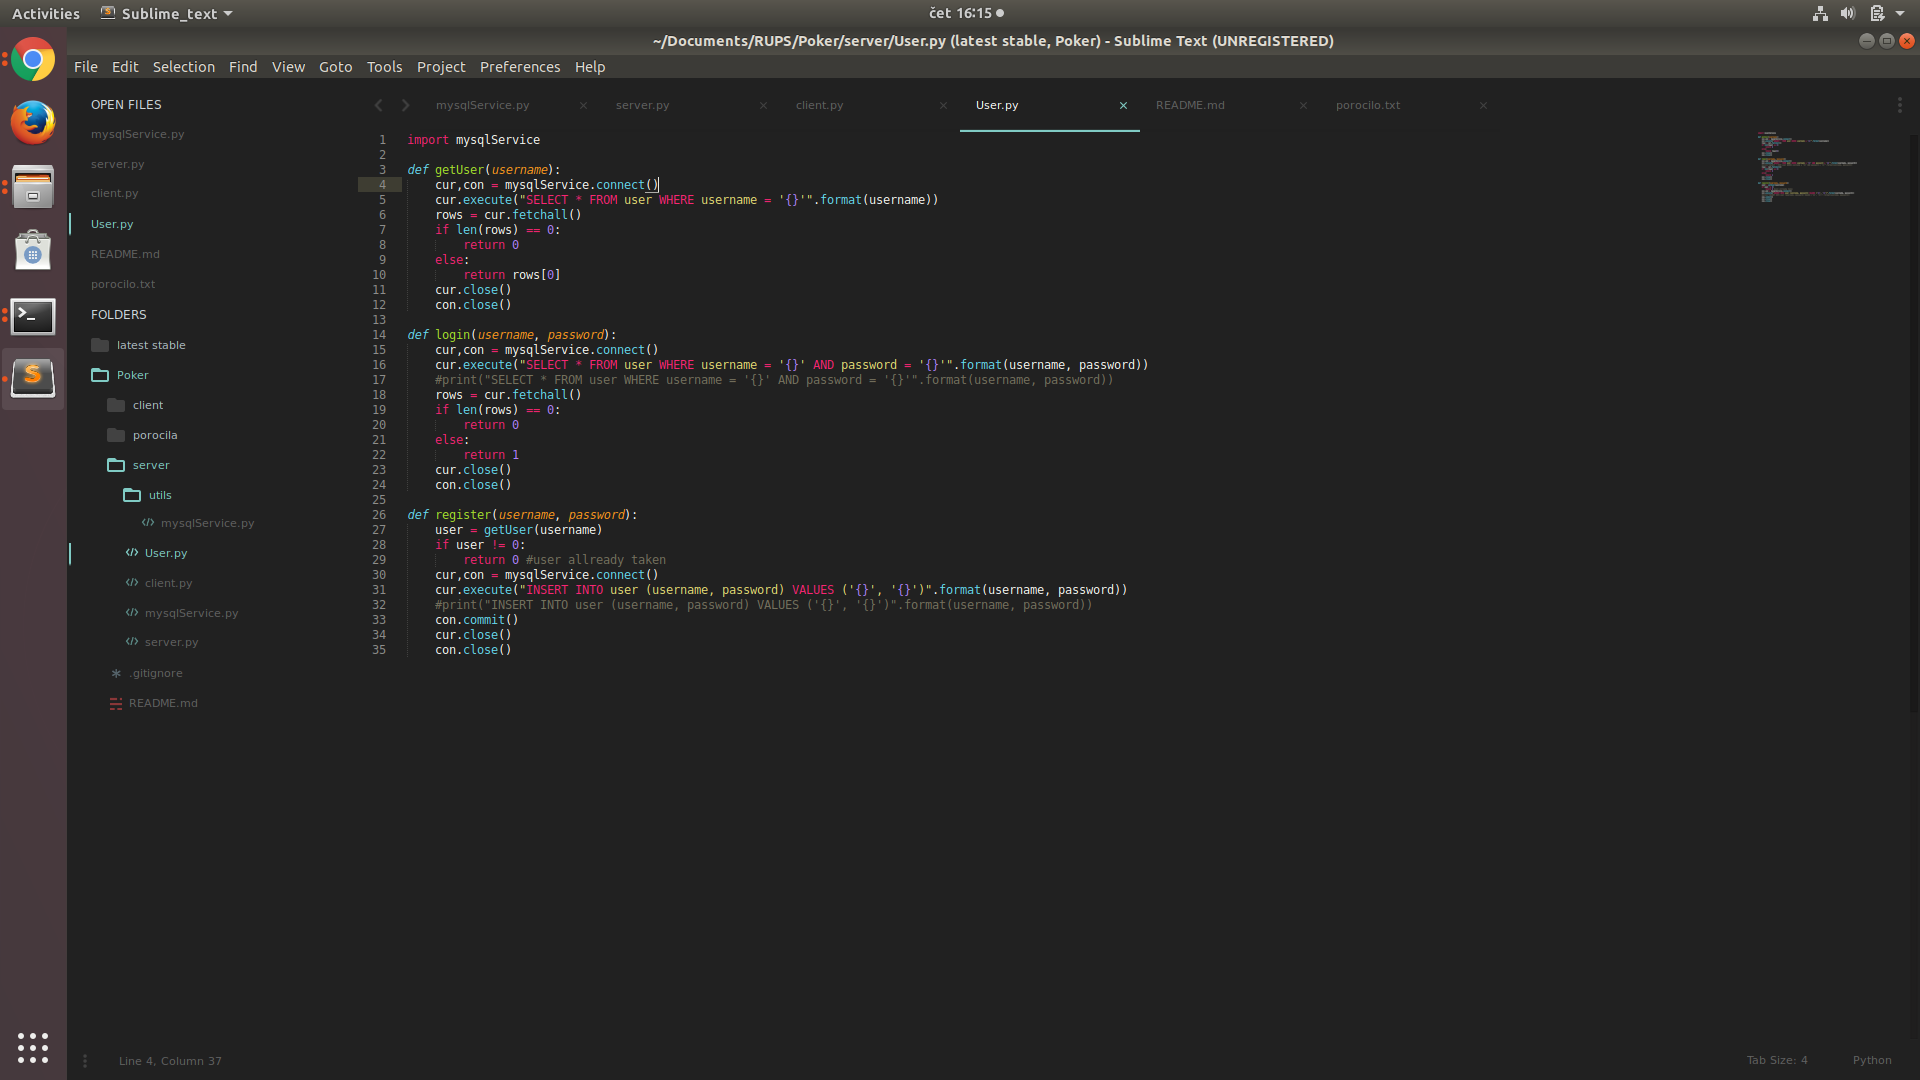 Activities
Sublime_text
čet 16:15
~/Documents/RUPS/Poker/server/User.py (latest stable, Poker) - Sublime Text (UNREGISTERED)
File Edit Selection Find View Goto Tools Project Preferences Help
OPEN FILES
mysqlService.py
server.py
client.py
User.py
README.md
porocilo.txt
FOLDERS
latest stable
Poker
client
porocila
server
utils
mysqlService.py
User.py
client.py
mysqlService.py
server.py
.gitignore
README.md
mysqlService.py server.py client.py User.py README.md porocilo.txt
1 import mysqlService
2
3 def getUser(username):
4     cur,con = mysqlService.connect()
5     cur.execute("SELECT * FROM user WHERE username = '{}'".format(username))
6     rows = cur.fetchall()
7     if len(rows) == 0:
8         return 0
9     else:
10         return rows[0]
11     cur.close()
12     con.close()
13
14 def login(username, password):
15     cur,con = mysqlService.connect()
16     cur.execute("SELECT * FROM user WHERE username = '{}' AND password = '{}'".format(username, password))
17     #print("SELECT * FROM user WHERE username = '{}' AND password = '{}'".format(username, password))
18     rows = cur.fetchall()
19     if len(rows) == 0:
20         return 0
21     else:
22         return 1
23     cur.close()
24     con.close()
25
26 def register(username, password):
27     user = getUser(username)
28     if user != 0:
29         return 0 #user allready taken
30     cur,con = mysqlService.connect()
31     cur.execute("INSERT INTO user (username, password) VALUES ('{}', '{}')".format(username, password))
32     #print("INSERT INTO user (username, password) VALUES ('{}', '{}')".format(username, password))
33     con.commit()
34     cur.close()
35     con.close()
Line 4, Column 37
Tab Size: 4
Python